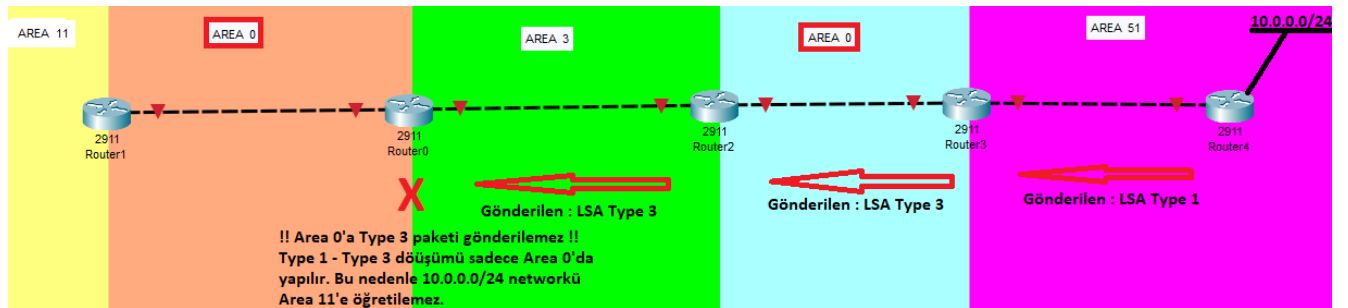 AREA 11
AREA 0
AREA 3
AREA 0
AREA 51
10.0.0.0/24
2911
Router1
2911
Router0
2911
Router2
2911
Router3
2911
Router4
X
Gönderilen : LSA Type 3
Gönderilen : LSA Type 3
Gönderilen : LSA Type 1
!! Area 0'a Type 3 paketi gönderilemez !!
Type 1 - Type 3 döüşümü sadece Area 0'da
yapılır. Bu nedenle 10.0.0.0/24 networkü
Area 11'e öğretilemez.